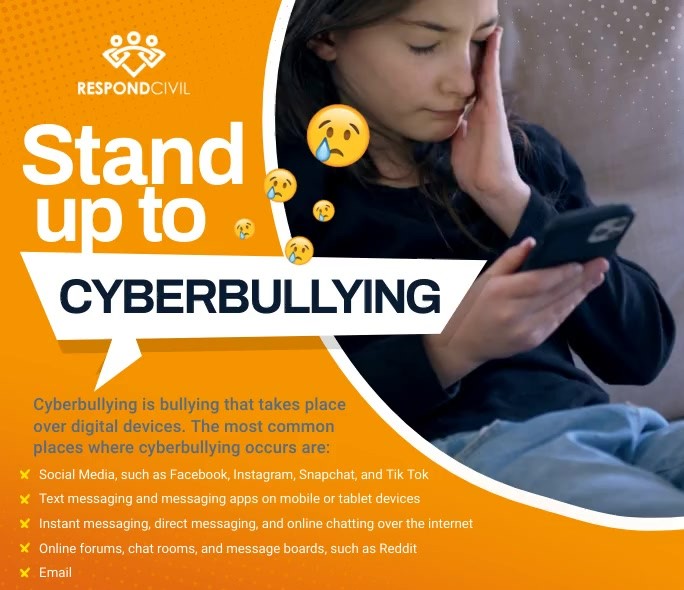 RESPONDCIVIL
Stand
up to
CYBERBULLYING
Cyberbullying is bullying that takes place
over digital devices. The most common
places where cyberbullying occurs are:
Social Media, such as Facebook, Instagram, Snapchat, and Tik Tok
Text messaging and messaging apps on mobile or tablet devices
Instant messaging, direct messaging, and online chatting over the internet
Online forums, chat rooms, and message boards, such as Reddit
Email